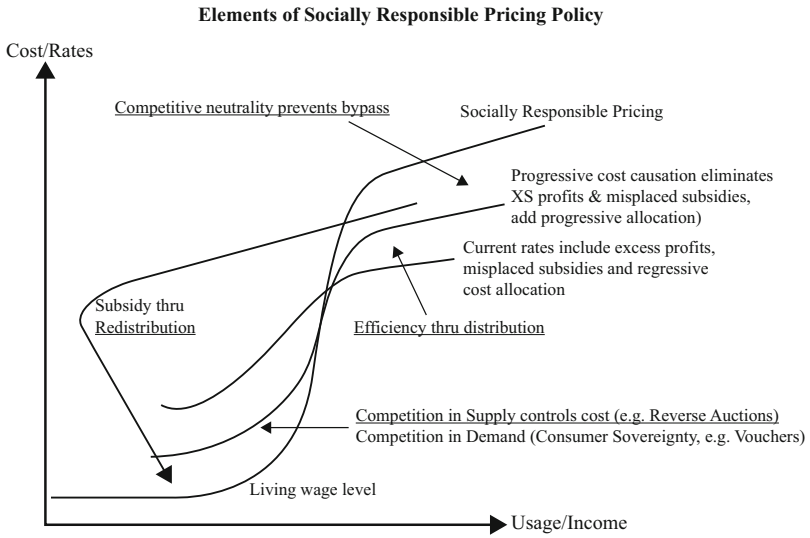 Elements of Socially Responsible Pricing Policy
Cost/Rates
Competitive neutrality prevents bypass
Socially Responsible Pricing
Progressive cost causation eliminates
XS profits & misplaced subsidies,
add progressive allocation)
Current rates include excess profits,
misplaced subsidies and regressive
cost allocation
Subsidy thru
Redistribution
Efficiency thru distribution
Competition in Supply controls cost (e.g. Reverse Auctions)
Competition in Demand (Consumer Sovereignty, e.g. Vouchers)
Living wage level
Usage/Income